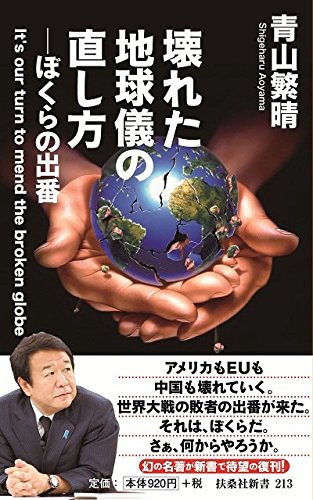 青山繁晴
Shigeharu Aoyama
壊れた
地球儀の
直し方
―ぼくらの出番
It's our turn to mend the broken globe
アメリカもEUも
中国も壊れていく。
世界大戦の敗者の出番が来た。
それは、ぼくらだ。
さぁ、何からやろうか。
幻の名著が新書で待望の復刊!
定価:本体920円+税 扶桑社新書 213